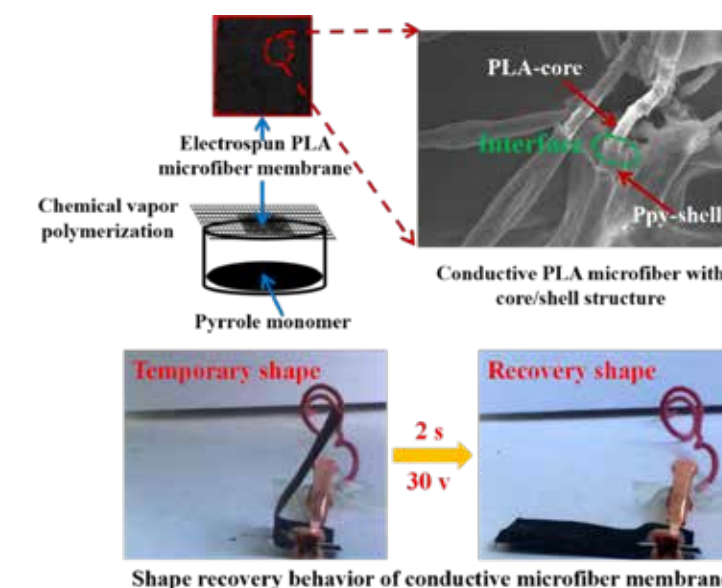 PLA-core
Interface
Ppy-shell
Electrospun PLA
microfiber membrane
Chemical vapor
polymerization
Pyrrole monomer
Conductive PLA microfiber with
core/shell structure
Temporary shape
2 s
30 v
Recovery shape
Shape recovery behavior of conductive microfiber membran